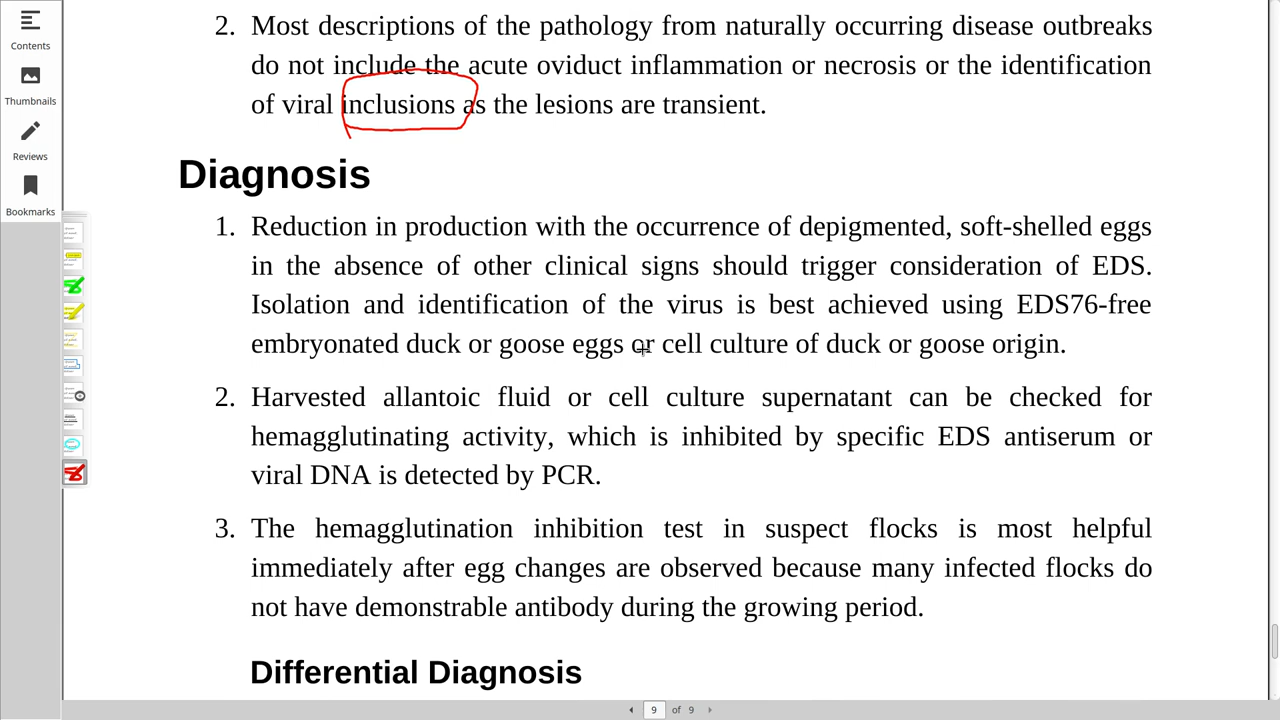 Contents
Thumbnails
Reviews
Bookmarks
2. Most descriptions of the pathology from naturally occurring disease outbreaks
do not include the acute oviduct inflammation or necrosis or the identification
of viral inclusions as the lesions are transient.
Diagnosis
1. Reduction in production with the occurrence of depigmented, soft-shelled eggs
in the absence of other clinical signs should trigger consideration of EDS.
Isolation and identification of the virus is best achieved using EDS76-free
embryonated duck or goose eggs or cell culture of duck or goose origin.
2. Harvested allantoic fluid or cell culture supernatant can be checked for
hemagglutinating activity, which is inhibited by specific EDS antiserum or
viral DNA is detected by PCR.
3. The hemagglutination inhibition test in suspect flocks is most helpful
immediately after egg changes are observed because many infected flocks do
not have demonstrable antibody during the growing period.
Differential Diagnosis
9 of 9